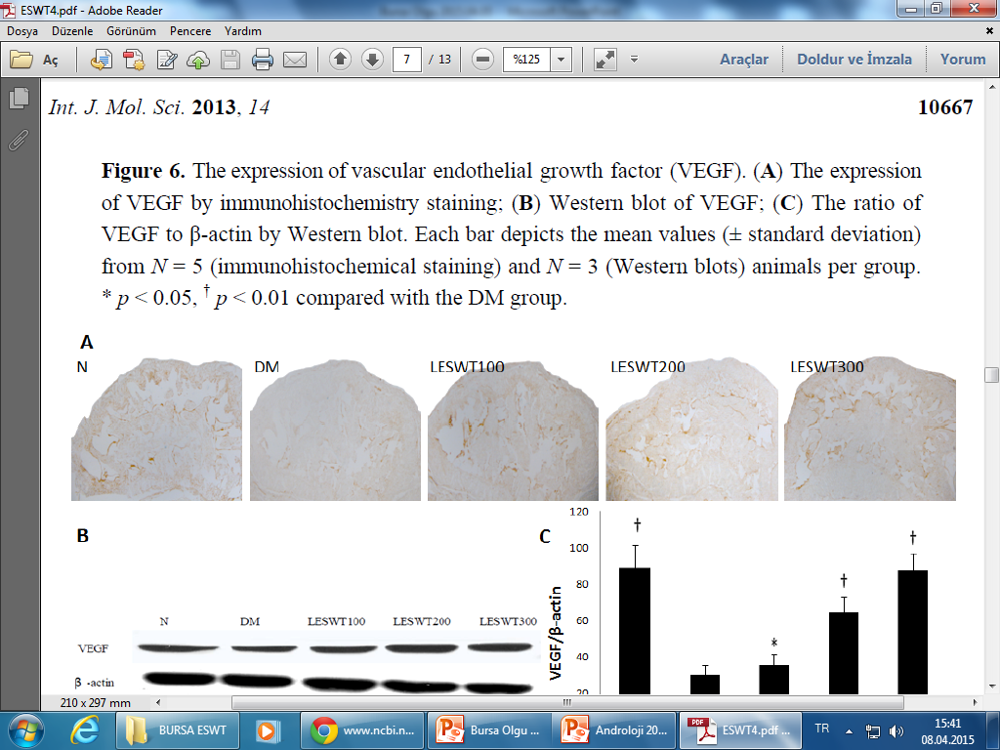 ESWT4.pdf - Adobe Reader
Dosya Düzenle Görünüm Pencere Yardım
Aç 7 / 13 %125 Araçlar Doldur ve İmzala Yorum
Int. J. Mol. Sci. 2013, 14 10667
Figure 6. The expression of vascular endothelial growth factor (VEGF). (A) The expression
of VEGF by immunohistochemistry staining; (B) Western blot of VEGF; (C) The ratio of
VEGF to β-actin by Western blot. Each bar depicts the mean values (± standard deviation)
from N = 5 (immunohistochemical staining) and N = 3 (Western blots) animals per group.
* p < 0.05, † p < 0.01 compared with the DM group.
A
N DM LESWT100 LESWT200 LESWT300
B
N DM LESWT100 LESWT200 LESWT300
VEGF
β -actin
C
VEGF/β-actin
120
100
80
60
40
20
† * † †
210 x 297 mm
BURSA ESWT www.ncbi.n... Bursa Olgu ... Androloji 20... ESWT4.pdf ... TR 15:41
08.04.2015